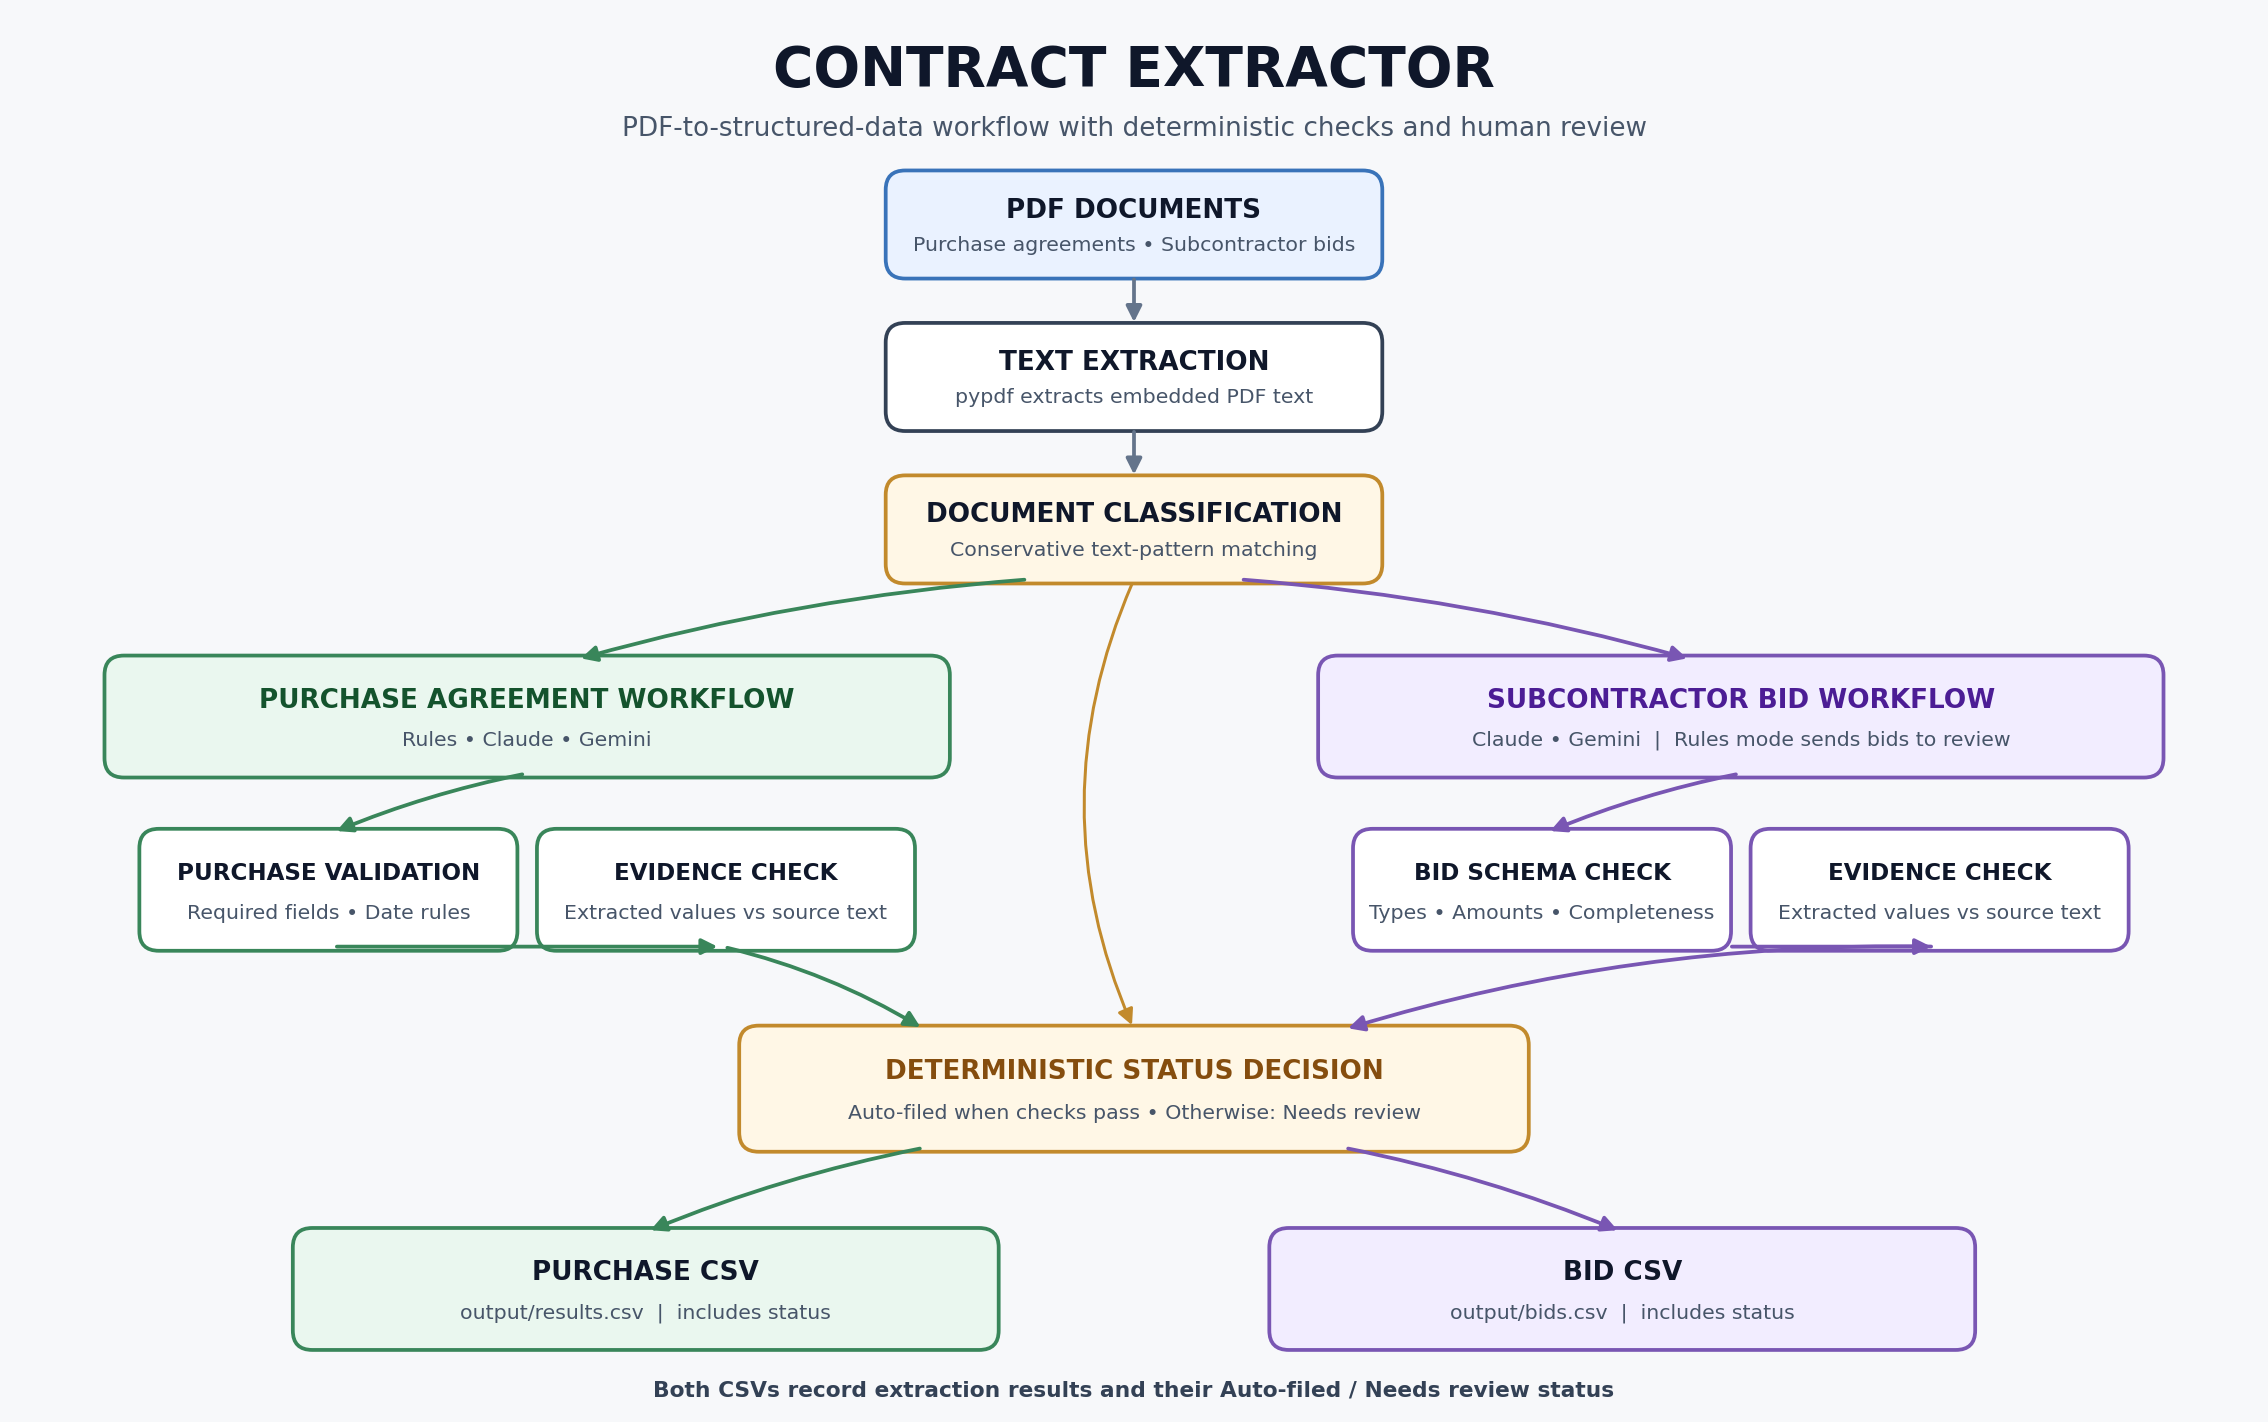 CONTRACT EXTRACTOR
PDF-to-structured-data workflow with deterministic checks and human review
PDF DOCUMENTS
Purchase agreements • Subcontractor bids
TEXT EXTRACTION
pypdf extracts embedded PDF text
DOCUMENT CLASSIFICATION
Conservative text-pattern matching
PURCHASE AGREEMENT WORKFLOW
Rules • Claude • Gemini
SUBCONTRACTOR BID WORKFLOW
Claude • Gemini | Rules mode sends bids to review
PURCHASE VALIDATION
Required fields • Date rules
EVIDENCE CHECK
Extracted values vs source text
BID SCHEMA CHECK
Types • Amounts • Completeness
EVIDENCE CHECK
Extracted values vs source text
DETERMINISTIC STATUS DECISION
Auto-filed when checks pass • Otherwise: Needs review
PURCHASE CSV
output/results.csv | includes status
BID CSV
output/bids.csv | includes status
Both CSVs record extraction results and their Auto-filed / Needs review status